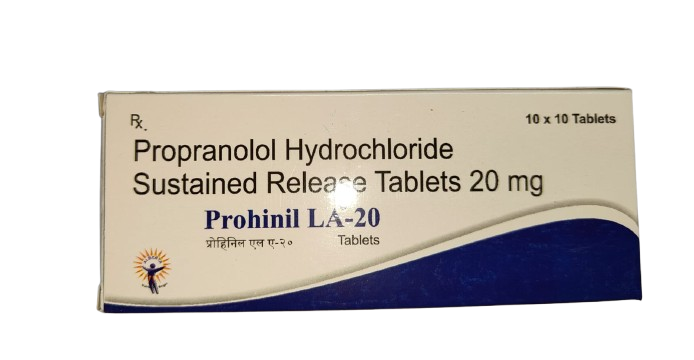 Rx
10 x 10 Tablets
Propranolol Hydrochloride
Sustained Release Tablets 20 mg
Prohinil LA-20
प्रोहिनिल एल ए-२० Tablets